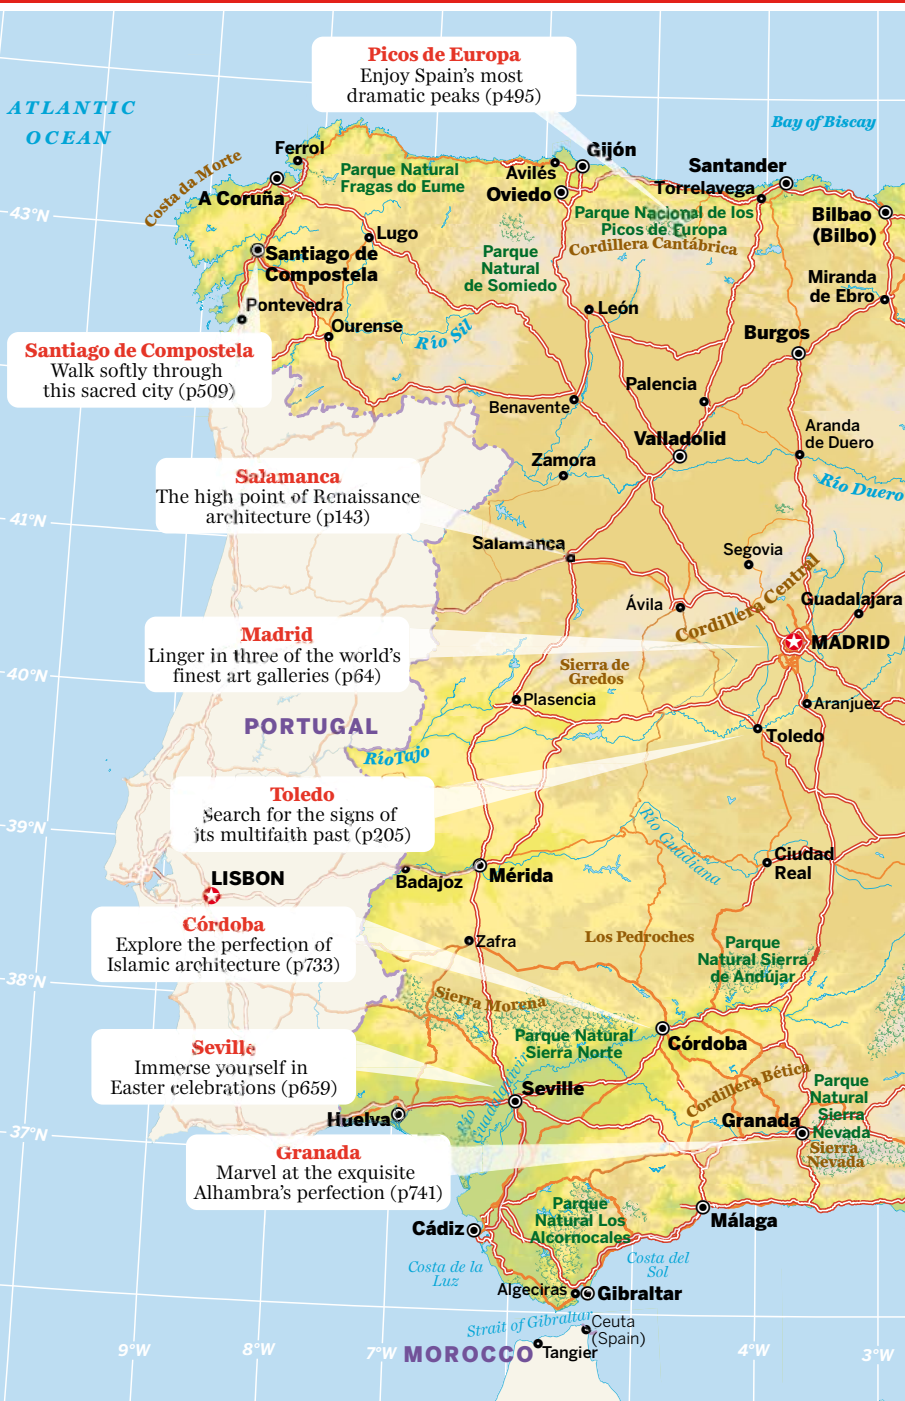 Picos de Europa
Enjoy Spain's most
dramatic peaks (p495)
ATLANTIC
OCEAN
Bay of Biscay
Ferrol
Gijón
Costa da Morte
Parque Natural
Fragas do Eume
Avilés
Santander
A Coruña
Oviedo
Torrelavega
43°N
Parque Nacional de los
Picos de Europa
Bilbao
(Bilbo)
Lugo
Cordillera Cantábrica
Santiago de
Compostela
Parque
Natural
de Somiedo
Miranda
de Ebro
Pontevedra
León
Ourense
Río Sil
Burgos
Santiago de Compostela
Walk softly through
this sacred city (p509)
Palencia
Benavente
Aranda
de Duero
Valladolid
Zamora
Salamanca
The high point of Renaissance
architecture (p143)
Río Duero
41°N
Salamanca
Segovia
Cordillera Central
Guadalajara
Ávila
Madrid
Linger in three of the world's
finest art galleries (p64)
MADRID
40°N
Sierra de
Gredos
Plasencia
Aranjuez
PORTUGAL
Toledo
Río Tajo
Toledo
Search for the signs of
its multifaith past (p205)
39°N
Río Guadiana
Ciudad
Real
LISBON
Badajoz
Mérida
Córdoba
Explore the perfection of
Islamic architecture (p733)
Zafra
Los Pedroches
Parque
Natural Sierra
de Andújar
38°N
Sierra Morena
Parque Natural
Sierra Norte
Córdoba
Seville
Immerse yourself in
Easter celebrations (p659)
Cordillera Bética
Parque
Natural
Sierra
Nevada
Seville
Río
Guadalquivir
Huelva
Granada
37°N
Sierra
Nevada
Granada
Marvel at the exquisite
Alhambra's perfection (p741)
Parque
Natural Los
Alcornocales
Cádiz
Málaga
Costa de la
Luz
Costa del
Sol
Algeciras
Gibraltar
Strait of Gibraltar
Ceuta
(Spain)
9°W
8°W
7°W
MOROCCO
Tangier
4°W
3°W